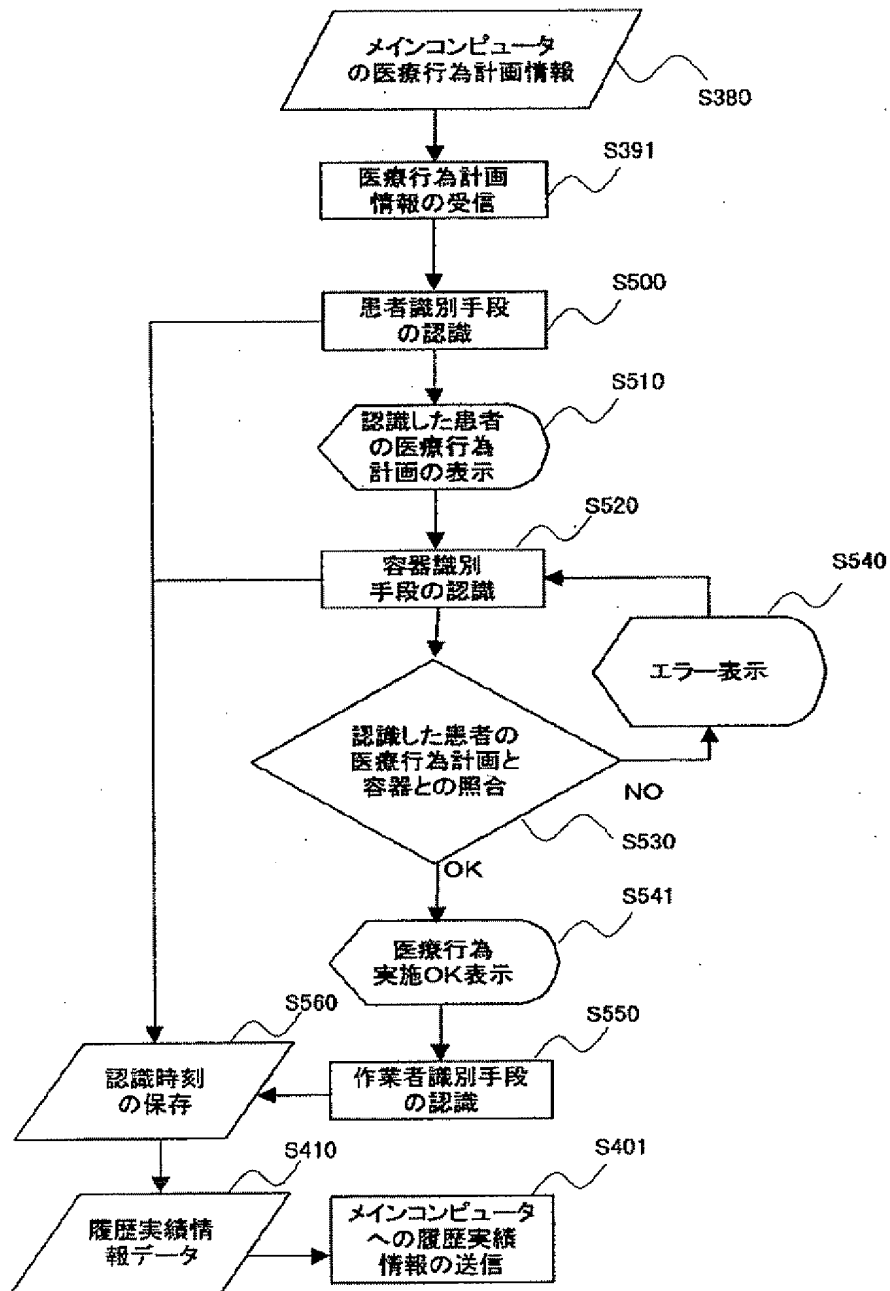 メインコンピュータ
の医療行為計画情報
S380
S391
医療行為計画
情報の受信
S500
患者識別手段
の認識
S510
認識した患者
の医療行為
計画の表示
S520
容器識別
手段の認識
S540
エラー表示
認識した患者の
医療行為計画と
容器との照合
NO
S530
OK
S541
医療行為
実施OK表示
S560
S550
認識時刻
の保存
作業者識別手段
の認識
S410
S401
履歴実績情
報データ
メインコンピュータ
への履歴実績
情報の送信